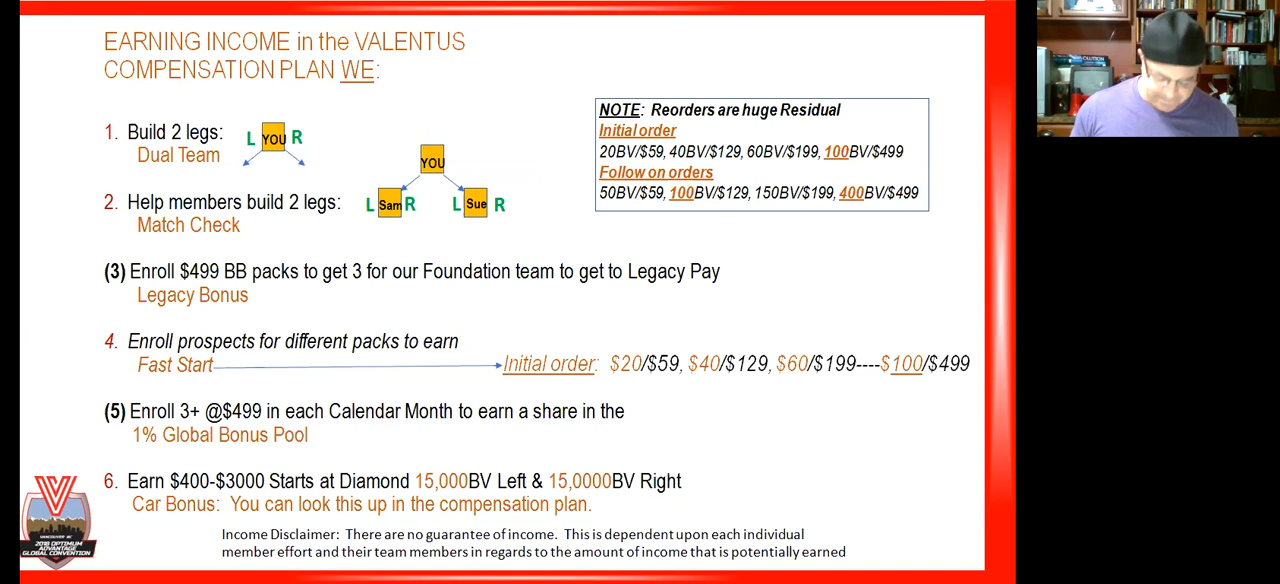 EARNING INCOME in the VALENTUS
COMPENSATION PLAN WE:
NOTE: Reorders are huge Residual
Initial order
20BV/$59, 40BV/$129, 60BV/$199, 100BV/$499
Follow on orders
50BV/$59, 100BV/$129, 150BV/$199, 400BV/$499
1. Build 2 legs:
Dual Team
L YOU R
YOU
2. Help members build 2 legs:
Match Check
L Sam R L Sue R
(3) Enroll $499 BB packs to get 3 for our Foundation team to get to Legacy Pay
Legacy Bonus
4. Enroll prospects for different packs to earn
Fast Start Initial order: $20/$59, $40/$129, $60/$199----$100/$499
(5) Enroll 3+ @$499 in each Calendar Month to earn a share in the
1% Global Bonus Pool
6. Earn $400-$3000 Starts at Diamond 15,000BV Left & 15,0000BV Right
Car Bonus: You can look this up in the compensation plan.
Income Disclaimer: There are no guarantee of income. This is dependent upon each individual
member effort and their team members in regards to the amount of income that is potentially earned
V
VANCOUVER BC
2018 OPTIMUM
ADVANTAGE
GLOBAL CONVENTION